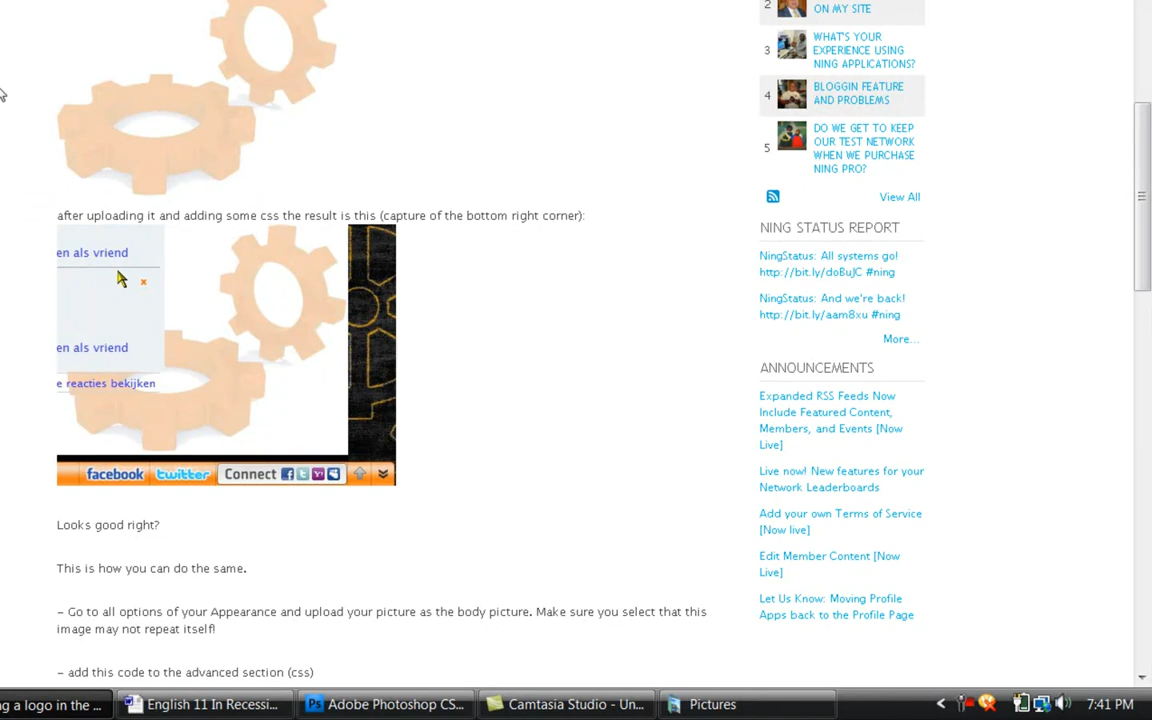 2
ON MY SITE
3
WHAT'S YOUR
EXPERIENCE USING
NING APPLICATIONS?
4
BLOGGIN FEATURE
AND PROBLEMS
5
DO WE GET TO KEEP
OUR TEST NETWORK
WHEN WE PURCHASE
NING PRO?
View All
after uploading it and adding some css the result is this (capture of the bottom right corner):
en als vriend
x
en als vriend
e reacties bekijken
facebook twitter Connect
NING STATUS REPORT
NingStatus: All systems go!
http://bit.ly/doBuJC #ning
NingStatus: And we're back!
http://bit.ly/aam8xu #ning
More...
ANNOUNCEMENTS
Expanded RSS Feeds Now
Include Featured Content,
Members, and Events [Now
Live]
Live now! New features for your
Network Leaderboards
Add your own Terms of Service
[Now live]
Edit Member Content [Now
Live]
Let Us Know: Moving Profile
Apps back to the Profile Page
Looks good right?
This is how you can do the same.
– Go to all options of your Appearance and upload your picture as the body picture. Make sure you select that this
image may not repeat itself!
– add this code to the advanced section (css)
ng a logo in the ...
English 11 In Recessi...
Ps Adobe Photoshop CS...
Camtasia Studio - Un...
Pictures
7:41 PM